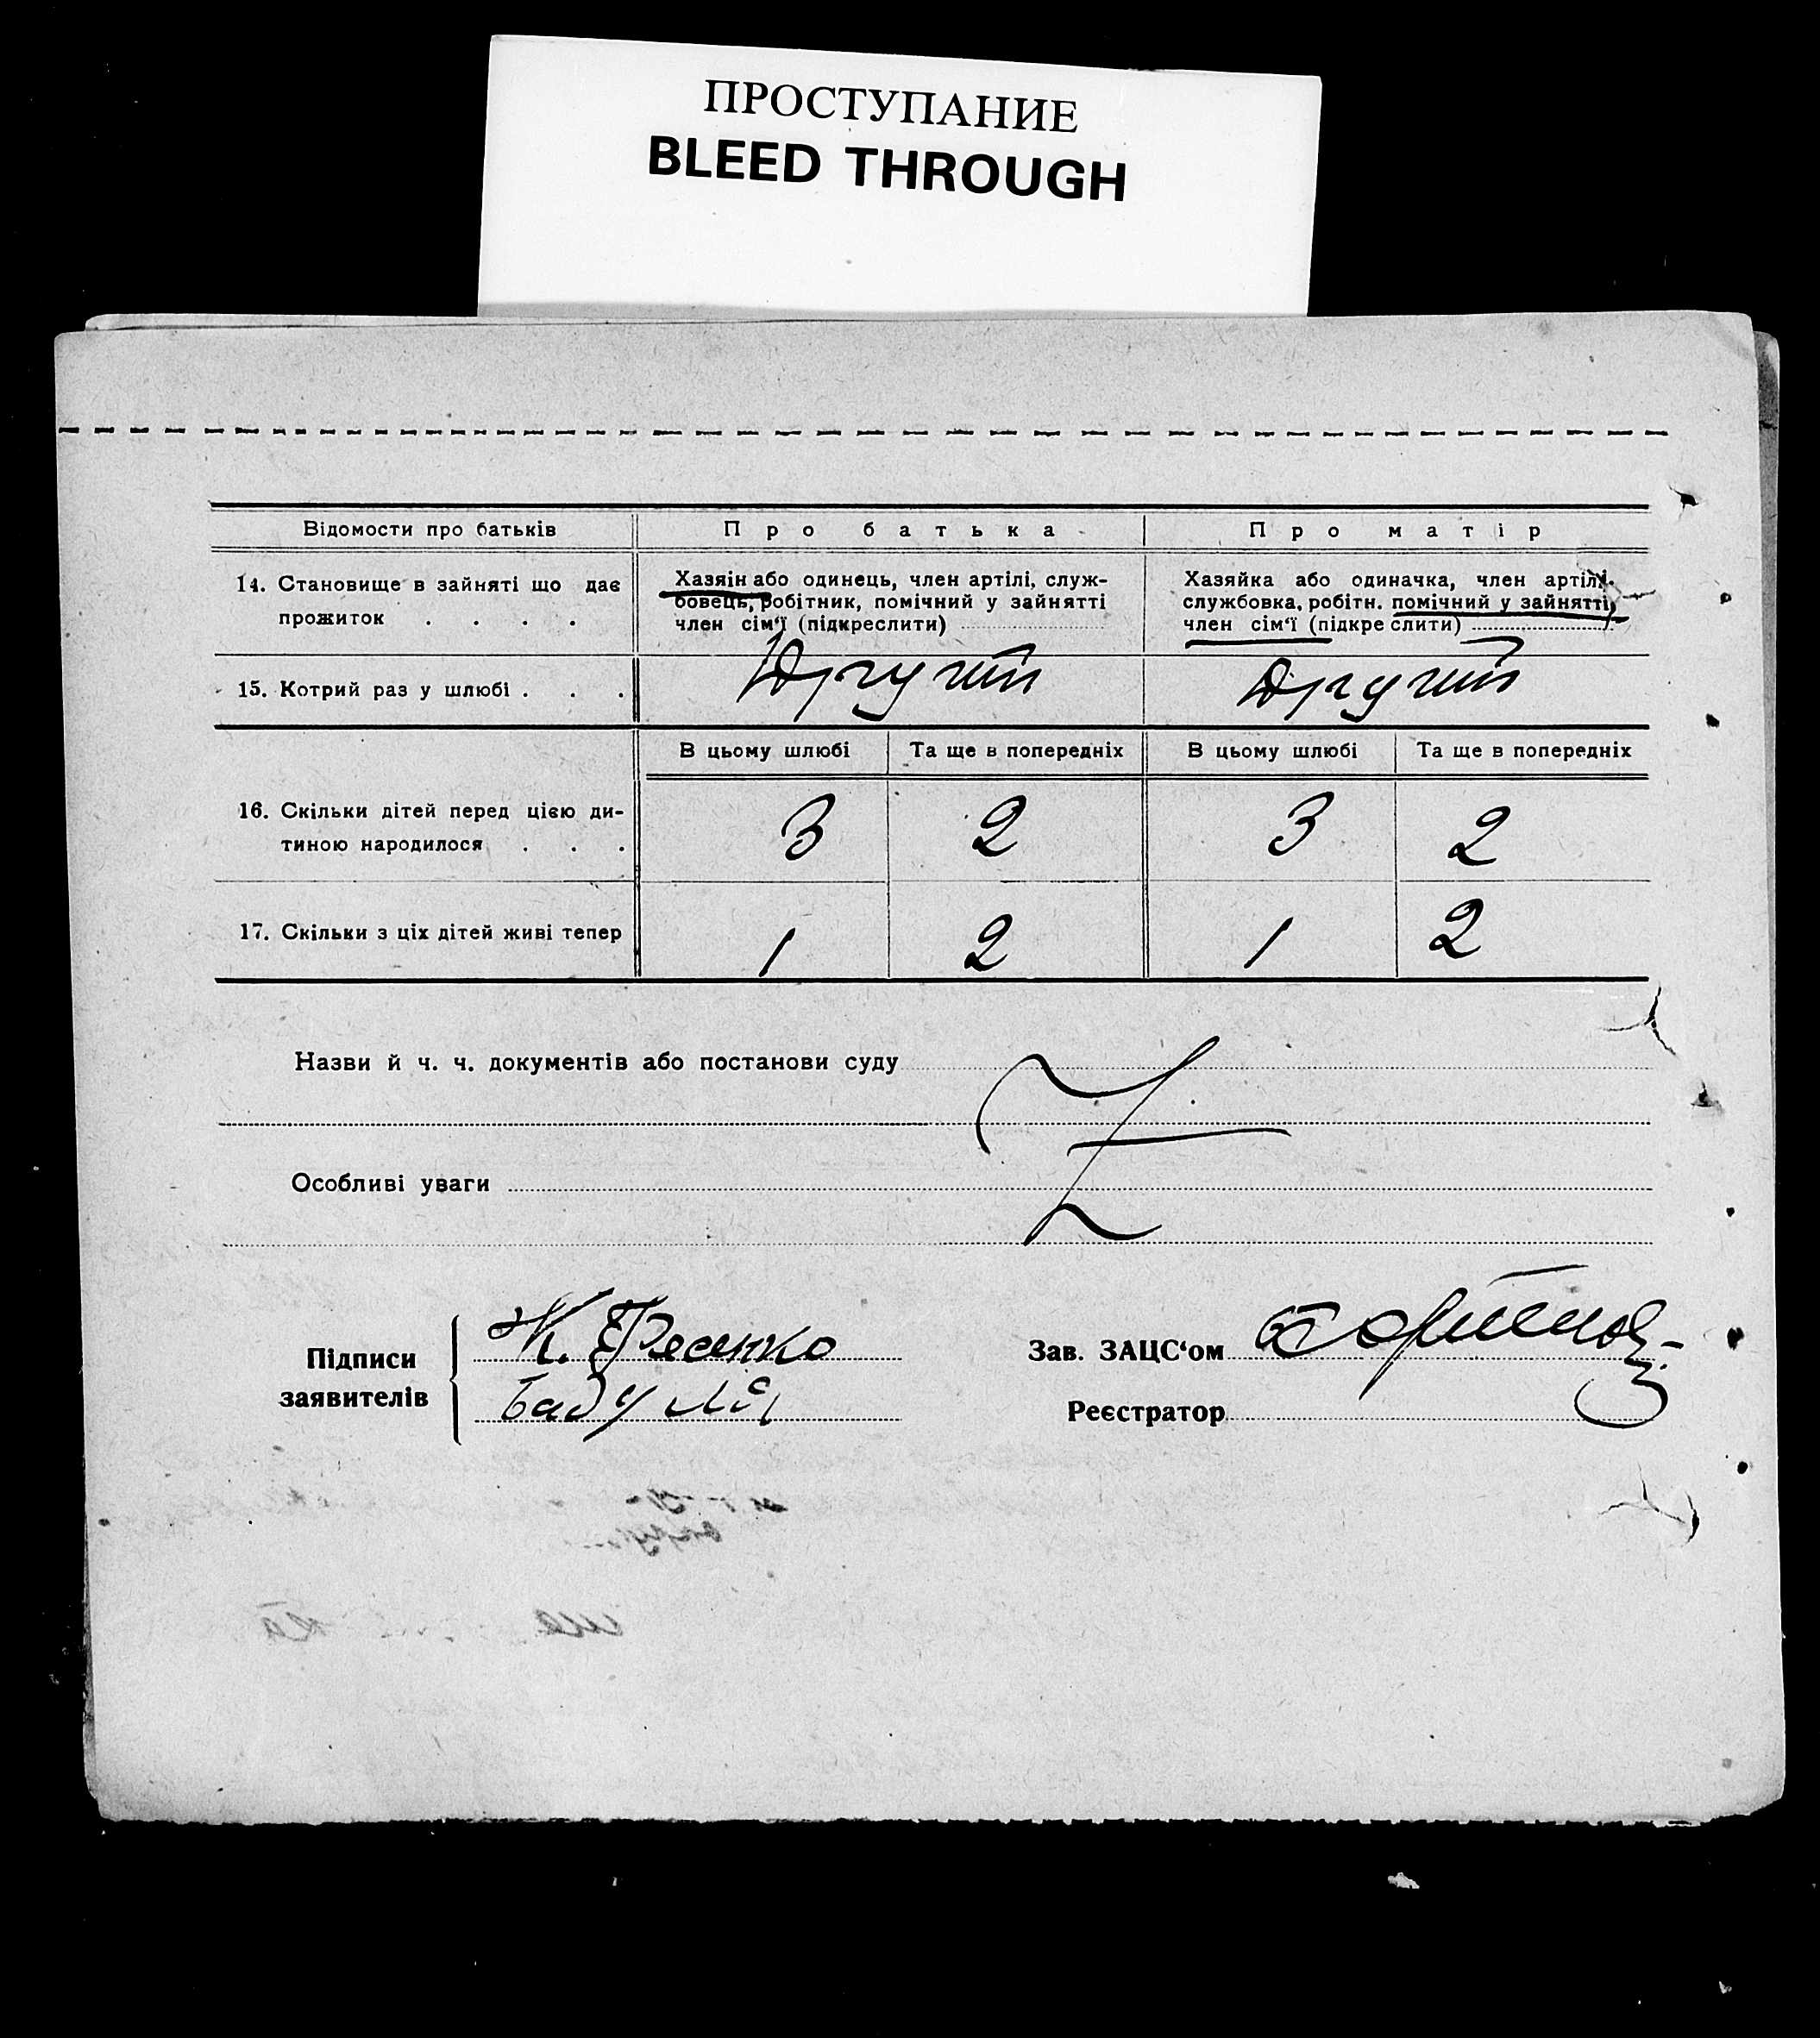 ПРОСТУПАНИЕ
BLEED THROUGH
Відомости про батьків
Про батька
Про матір
14. Становище в зайняті що дає
прожиток . . . .
Хазяін або одинець, член артілі, служ-
бовець, робітник, помічний у зайнятті
член сім‘ї (підкреслити)
Хазяйка або одиначка, член артілі.
службовка, робітн. помічний у зайнятті,
член сім‘ї (підкреслити)
15. Котрий раз у шлюбі . . .
Другий
Другий
В цьому шлюбі
Та ще в попередніх
В цьому шлюбі
Та ще в попередніх
16. Скільки дітей перед цією ди-
тиною народилося . . .
3
2
3
2
17. Скільки з ціх дітей живі тепер
1
2
1
2
Назви й ч. ч. документів або постанови суду
Z
Особливі уваги
Підписи
заявителів
Зав. ЗАЦС‘ом
Реєстратор